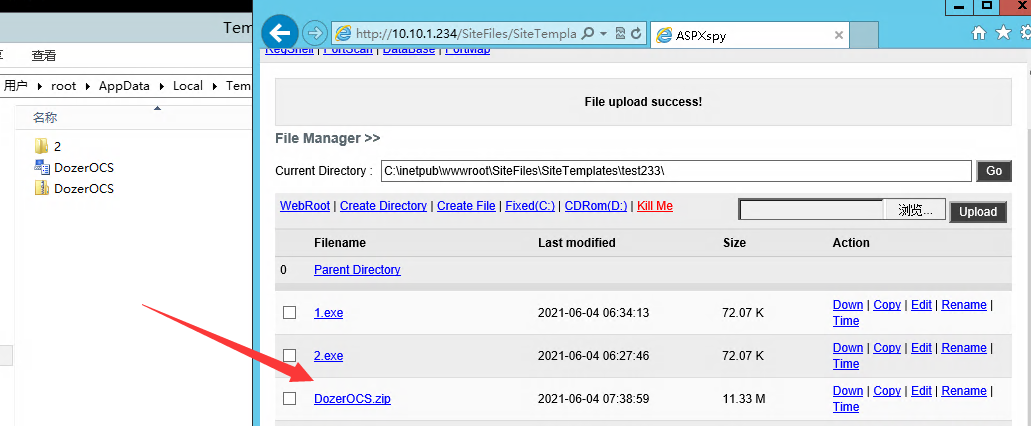 Tem
查看
用户 root AppData Local Tem
名称
2
DozerOCS
DozerOCS
http://10.10.1.234/SiteFiles/SiteTempla
ASPXspy
RegShell | PortScan | DataBase | PortMap
File upload success!
File Manager >>
Current Directory : C:\inetpub\wwwroot\SiteFiles\SiteTemplates\test233\ Go
WebRoot | Create Directory | Create File | Fixed(C:) | CDRom(D:) | Kill Me 浏览... Upload
Filename Last modified Size Action
0 Parent Directory
1.exe 2021-06-04 06:34:13 72.07 K Down | Copy | Edit | Rename |
Time
2.exe 2021-06-04 06:27:46 72.07 K Down | Copy | Edit | Rename |
Time
DozerOCS.zip 2021-06-04 07:38:59 11.33 M Down | Copy | Edit | Rename |
Time